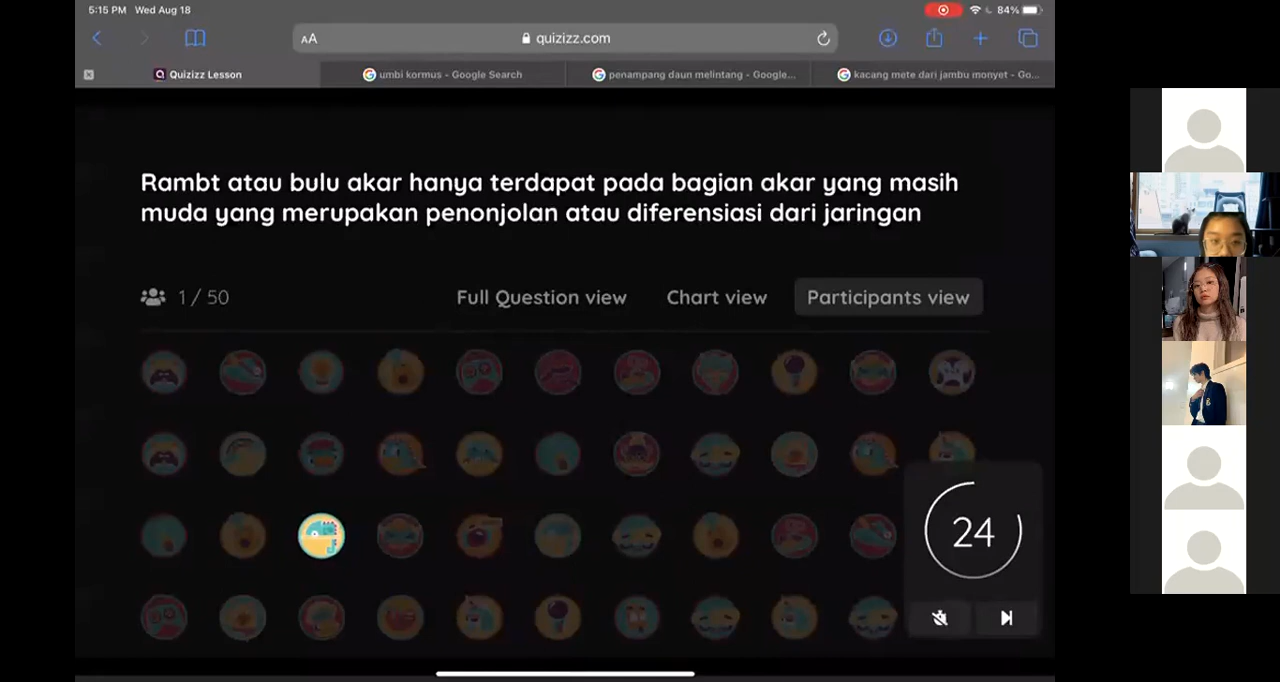 5:15 PM Wed Aug 18
84%
AA
quizizz.com
Quizizz Lesson
umbi kormus - Google Search
penampang daun melintang - Google...
kacang mete dari jambu monyet - Go...
Rambt atau bulu akar hanya terdapat pada bagian akar yang masih
muda yang merupakan penonjolan atau diferensiasi dari jaringan
1 / 50
Full Question view
Chart view
Participants view
24